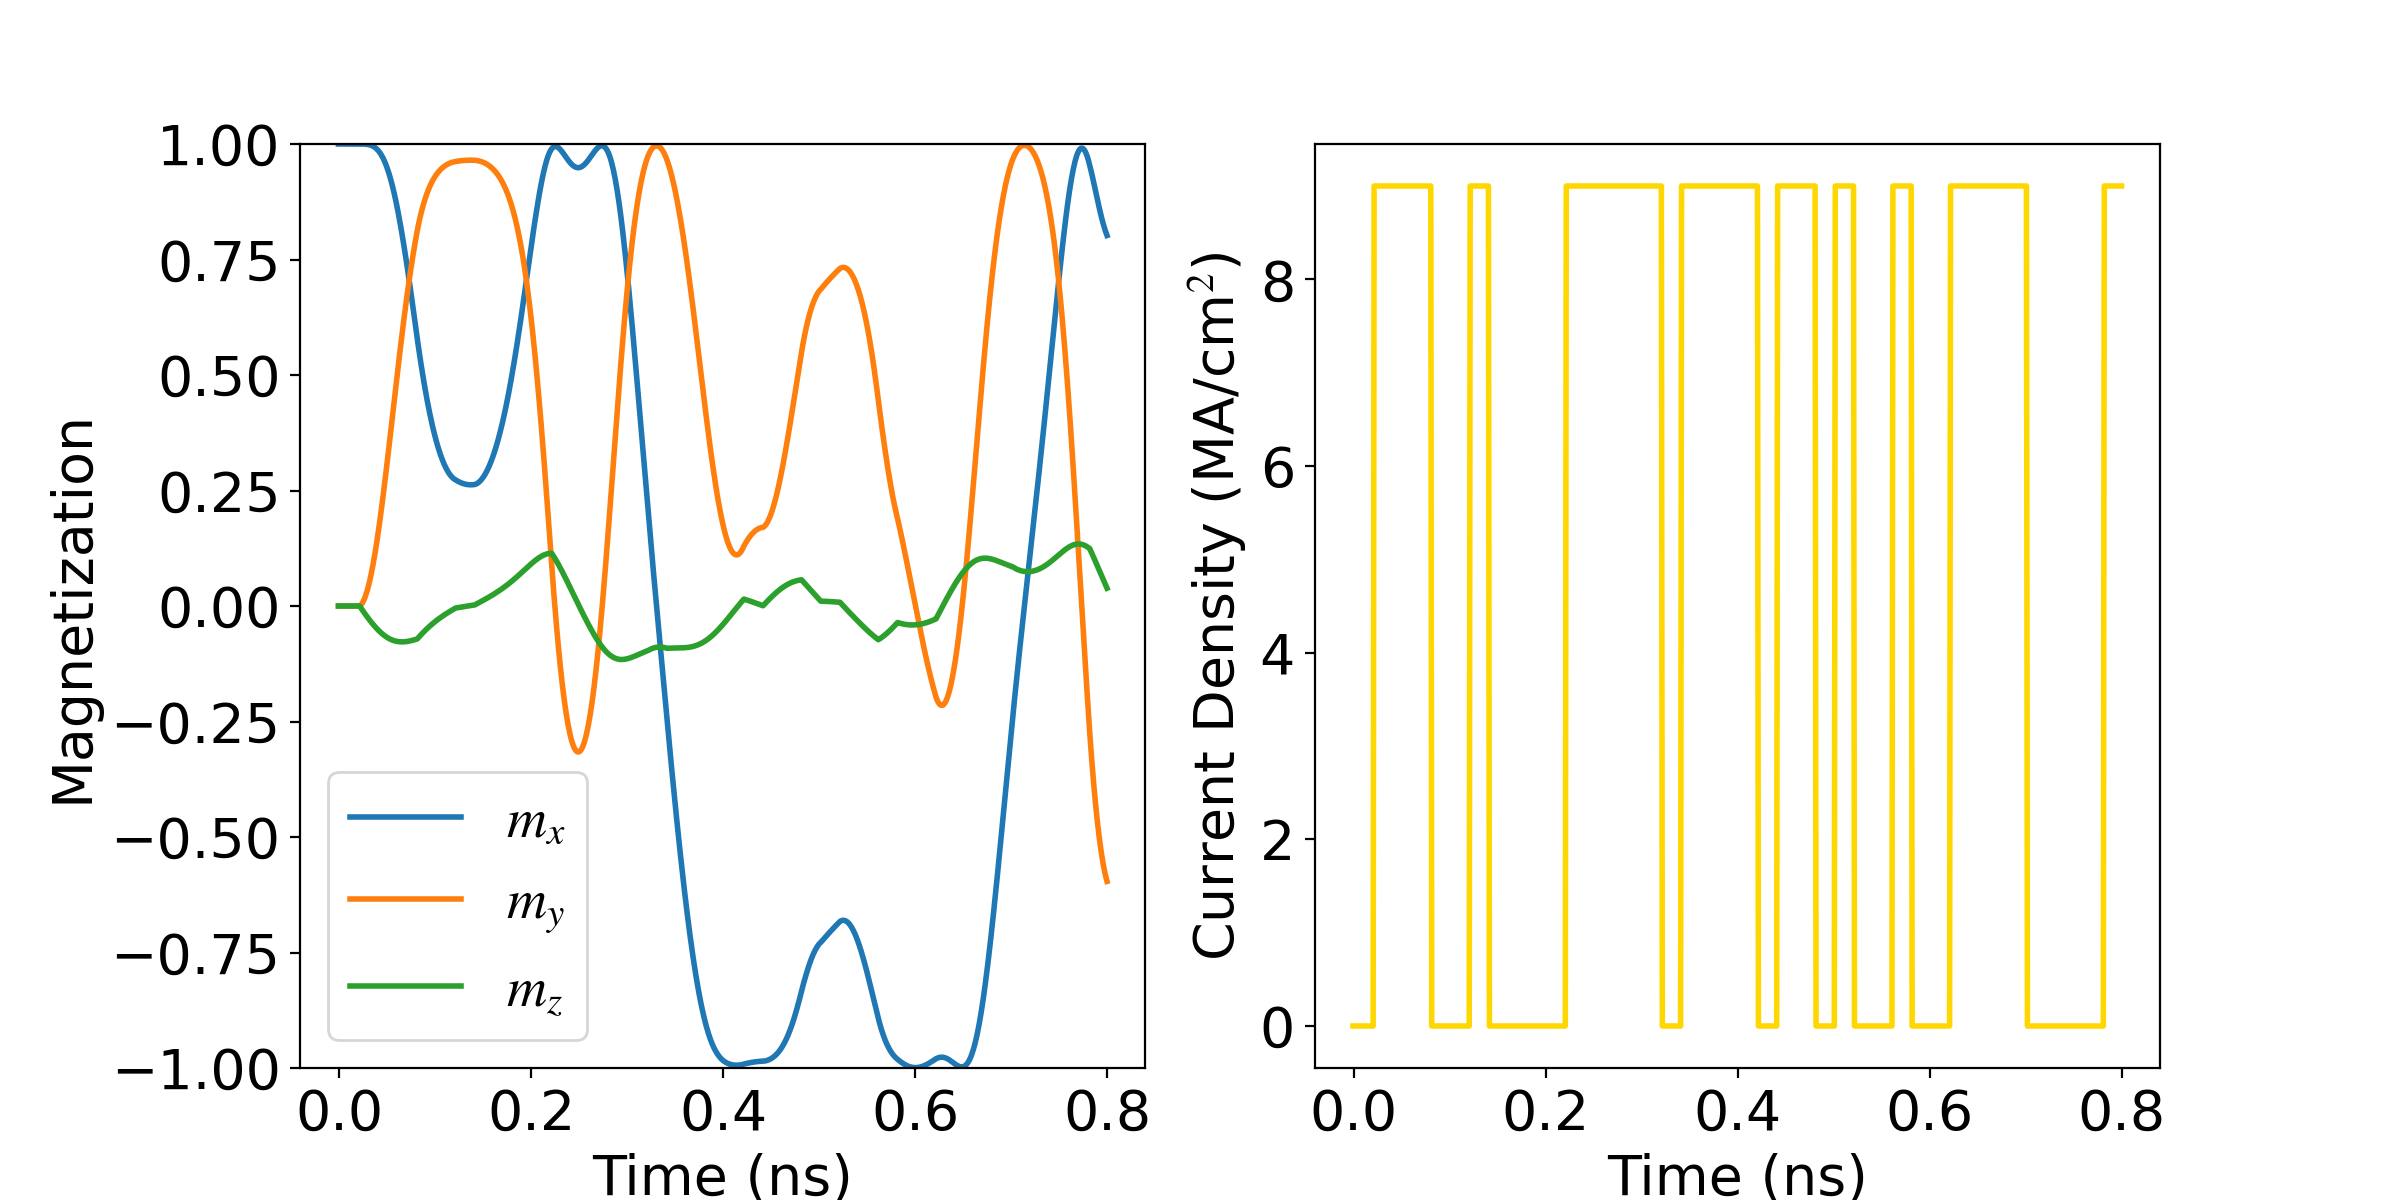 1.00
0.75
0.50
0.25
0.00
−0.25
−0.50
−0.75
−1.00
Magnetization
m_x
m_y
m_z
0.0 0.2 0.4 0.6 0.8
Time (ns)
8
6
4
2
0
Current Density (MA/cm²)
0.0 0.2 0.4 0.6 0.8
Time (ns)